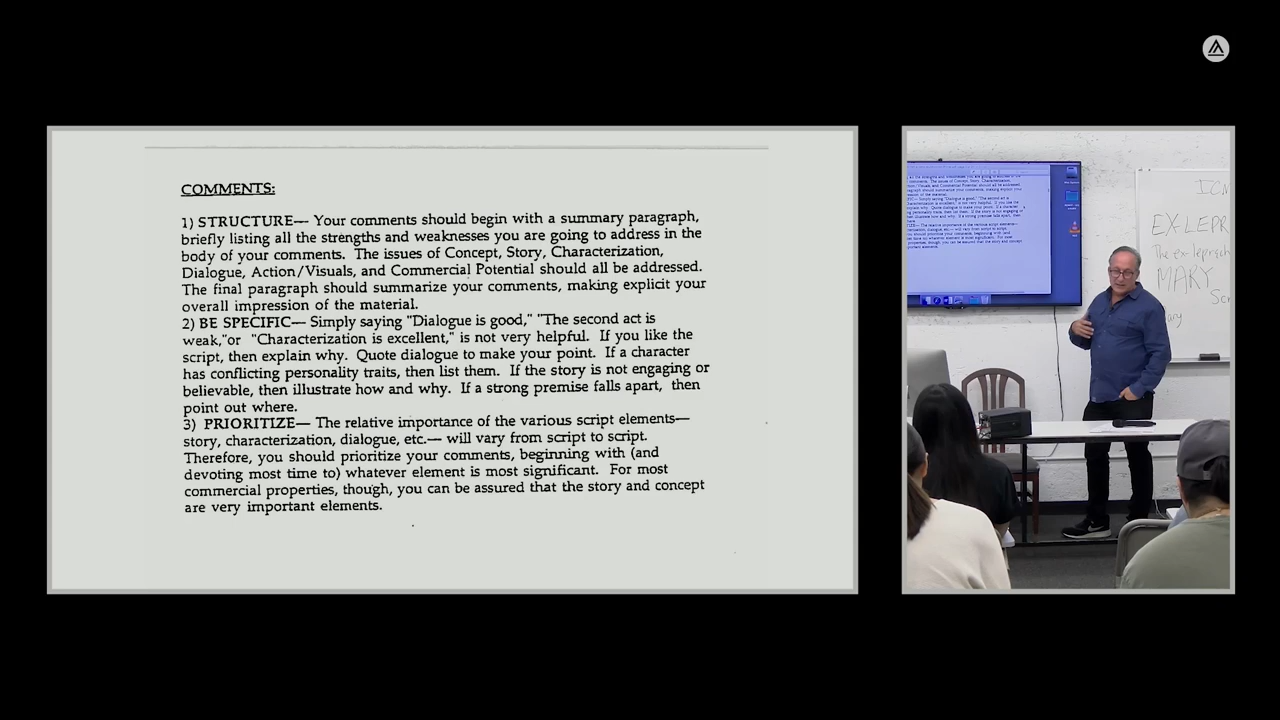 COMMENTS:
1) STRUCTURE— Your comments should begin with a summary paragraph,
briefly listing all the strengths and weaknesses you are going to address in the
body of your comments. The issues of Concept, Story, Characterization,
Dialogue, Action/Visuals, and Commercial Potential should all be addressed.
The final paragraph should summarize your comments, making explicit your
overall impression of the material.
2) BE SPECIFIC— Simply saying "Dialogue is good," "The second act is
weak,"or "Characterization is excellent," is not very helpful. If you like the
script, then explain why. Quote dialogue to make your point. If a character
has conflicting personality traits, then list them. If the story is not engaging or
believable, then illustrate how and why. If a strong premise falls apart, then
point out where.
3) PRIORITIZE— The relative importance of the various script elements—
story, characterization, dialogue, etc.— will vary from script to script.
Therefore, you should prioritize your comments, beginning with (and
devoting most time to) whatever element is most significant. For most
commercial properties, though, you can be assured that the story and concept
are very important elements.
EX-LEPR
MARY